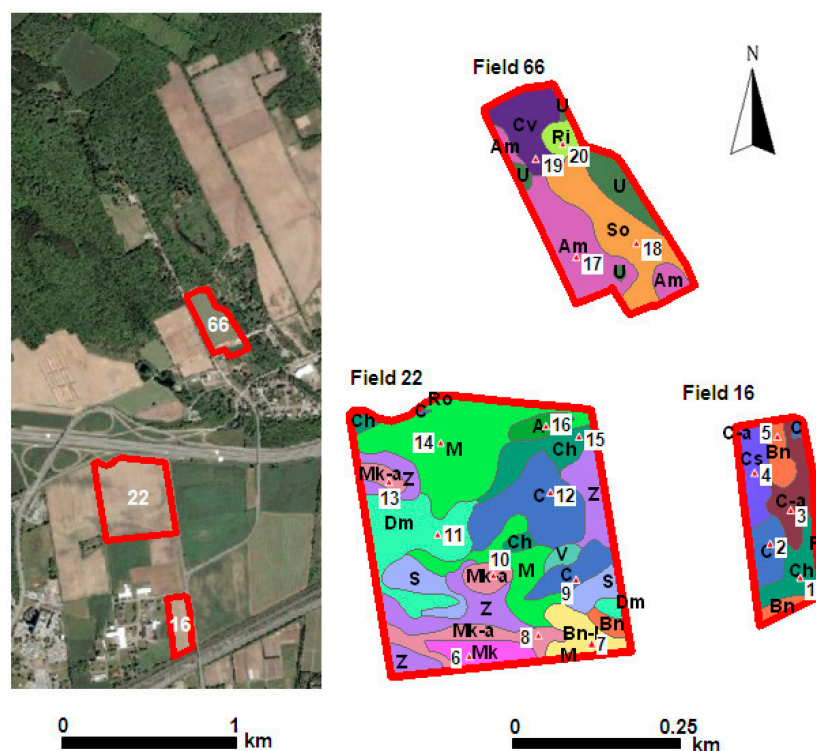 N
Field 66
U
Cv
Ri
Am
20
19
U
U
So
Am
18
17
U
Am
66
Field 22
Field 16
Ro
C
Ch
A
16
C-a
C
5
14
M
15
Ch
Bn
Cs
4
Mk-a
Z
13
C
12
Z
C-a
3
Dm
11
Ch
C
2
22
10
V
Mk-a
M
C
S
S
Ch
9
1
Z
Dm
Bn
Bn
Mk-a
8
Bn-
7
16
Z
6
Mk
M
0
1
km
0
0.25
km